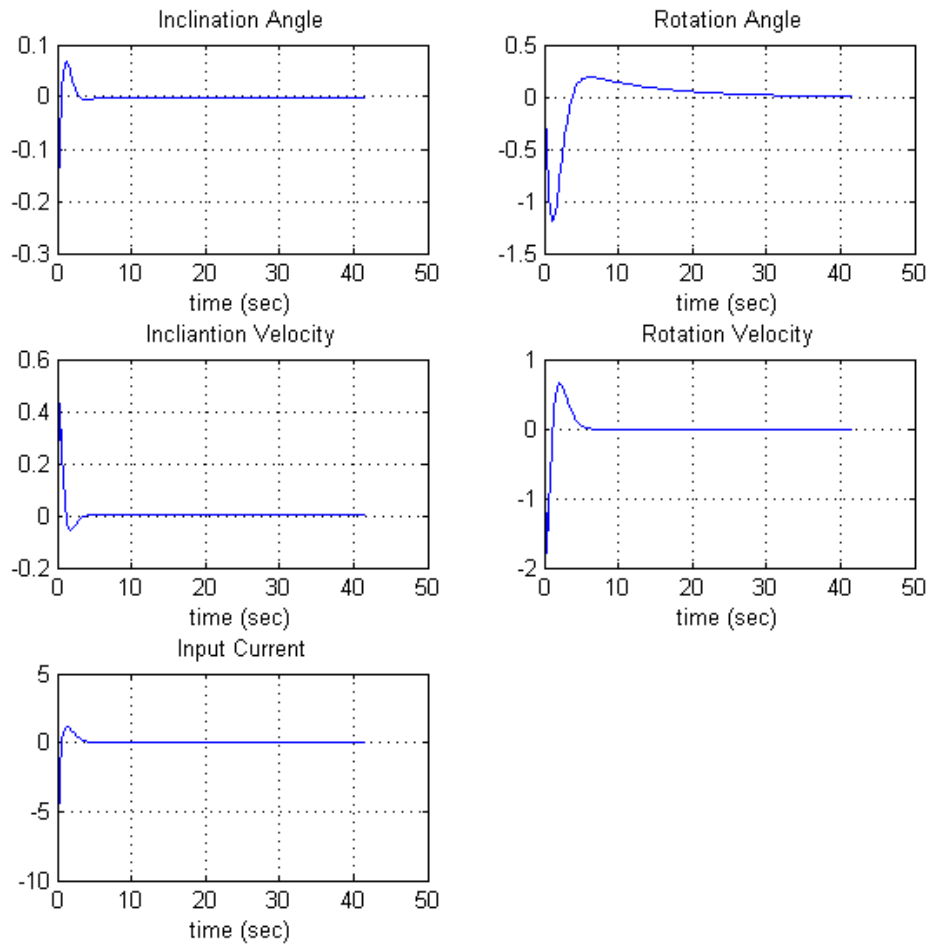 Inclination Angle
0.1
0
-0.1
-0.2
-0.3
0 10 20 30 40 50
time (sec)
Rotation Angle
0.5
0
-0.5
-1
-1.5
0 10 20 30 40 50
time (sec)
Incliantion Velocity
0.6
0.4
0.2
0
-0.2
0 10 20 30 40 50
time (sec)
Rotation Velocity
1
0
-1
-2
0 10 20 30 40 50
time (sec)
Input Current
5
0
-5
-10
0 10 20 30 40 50
time (sec)